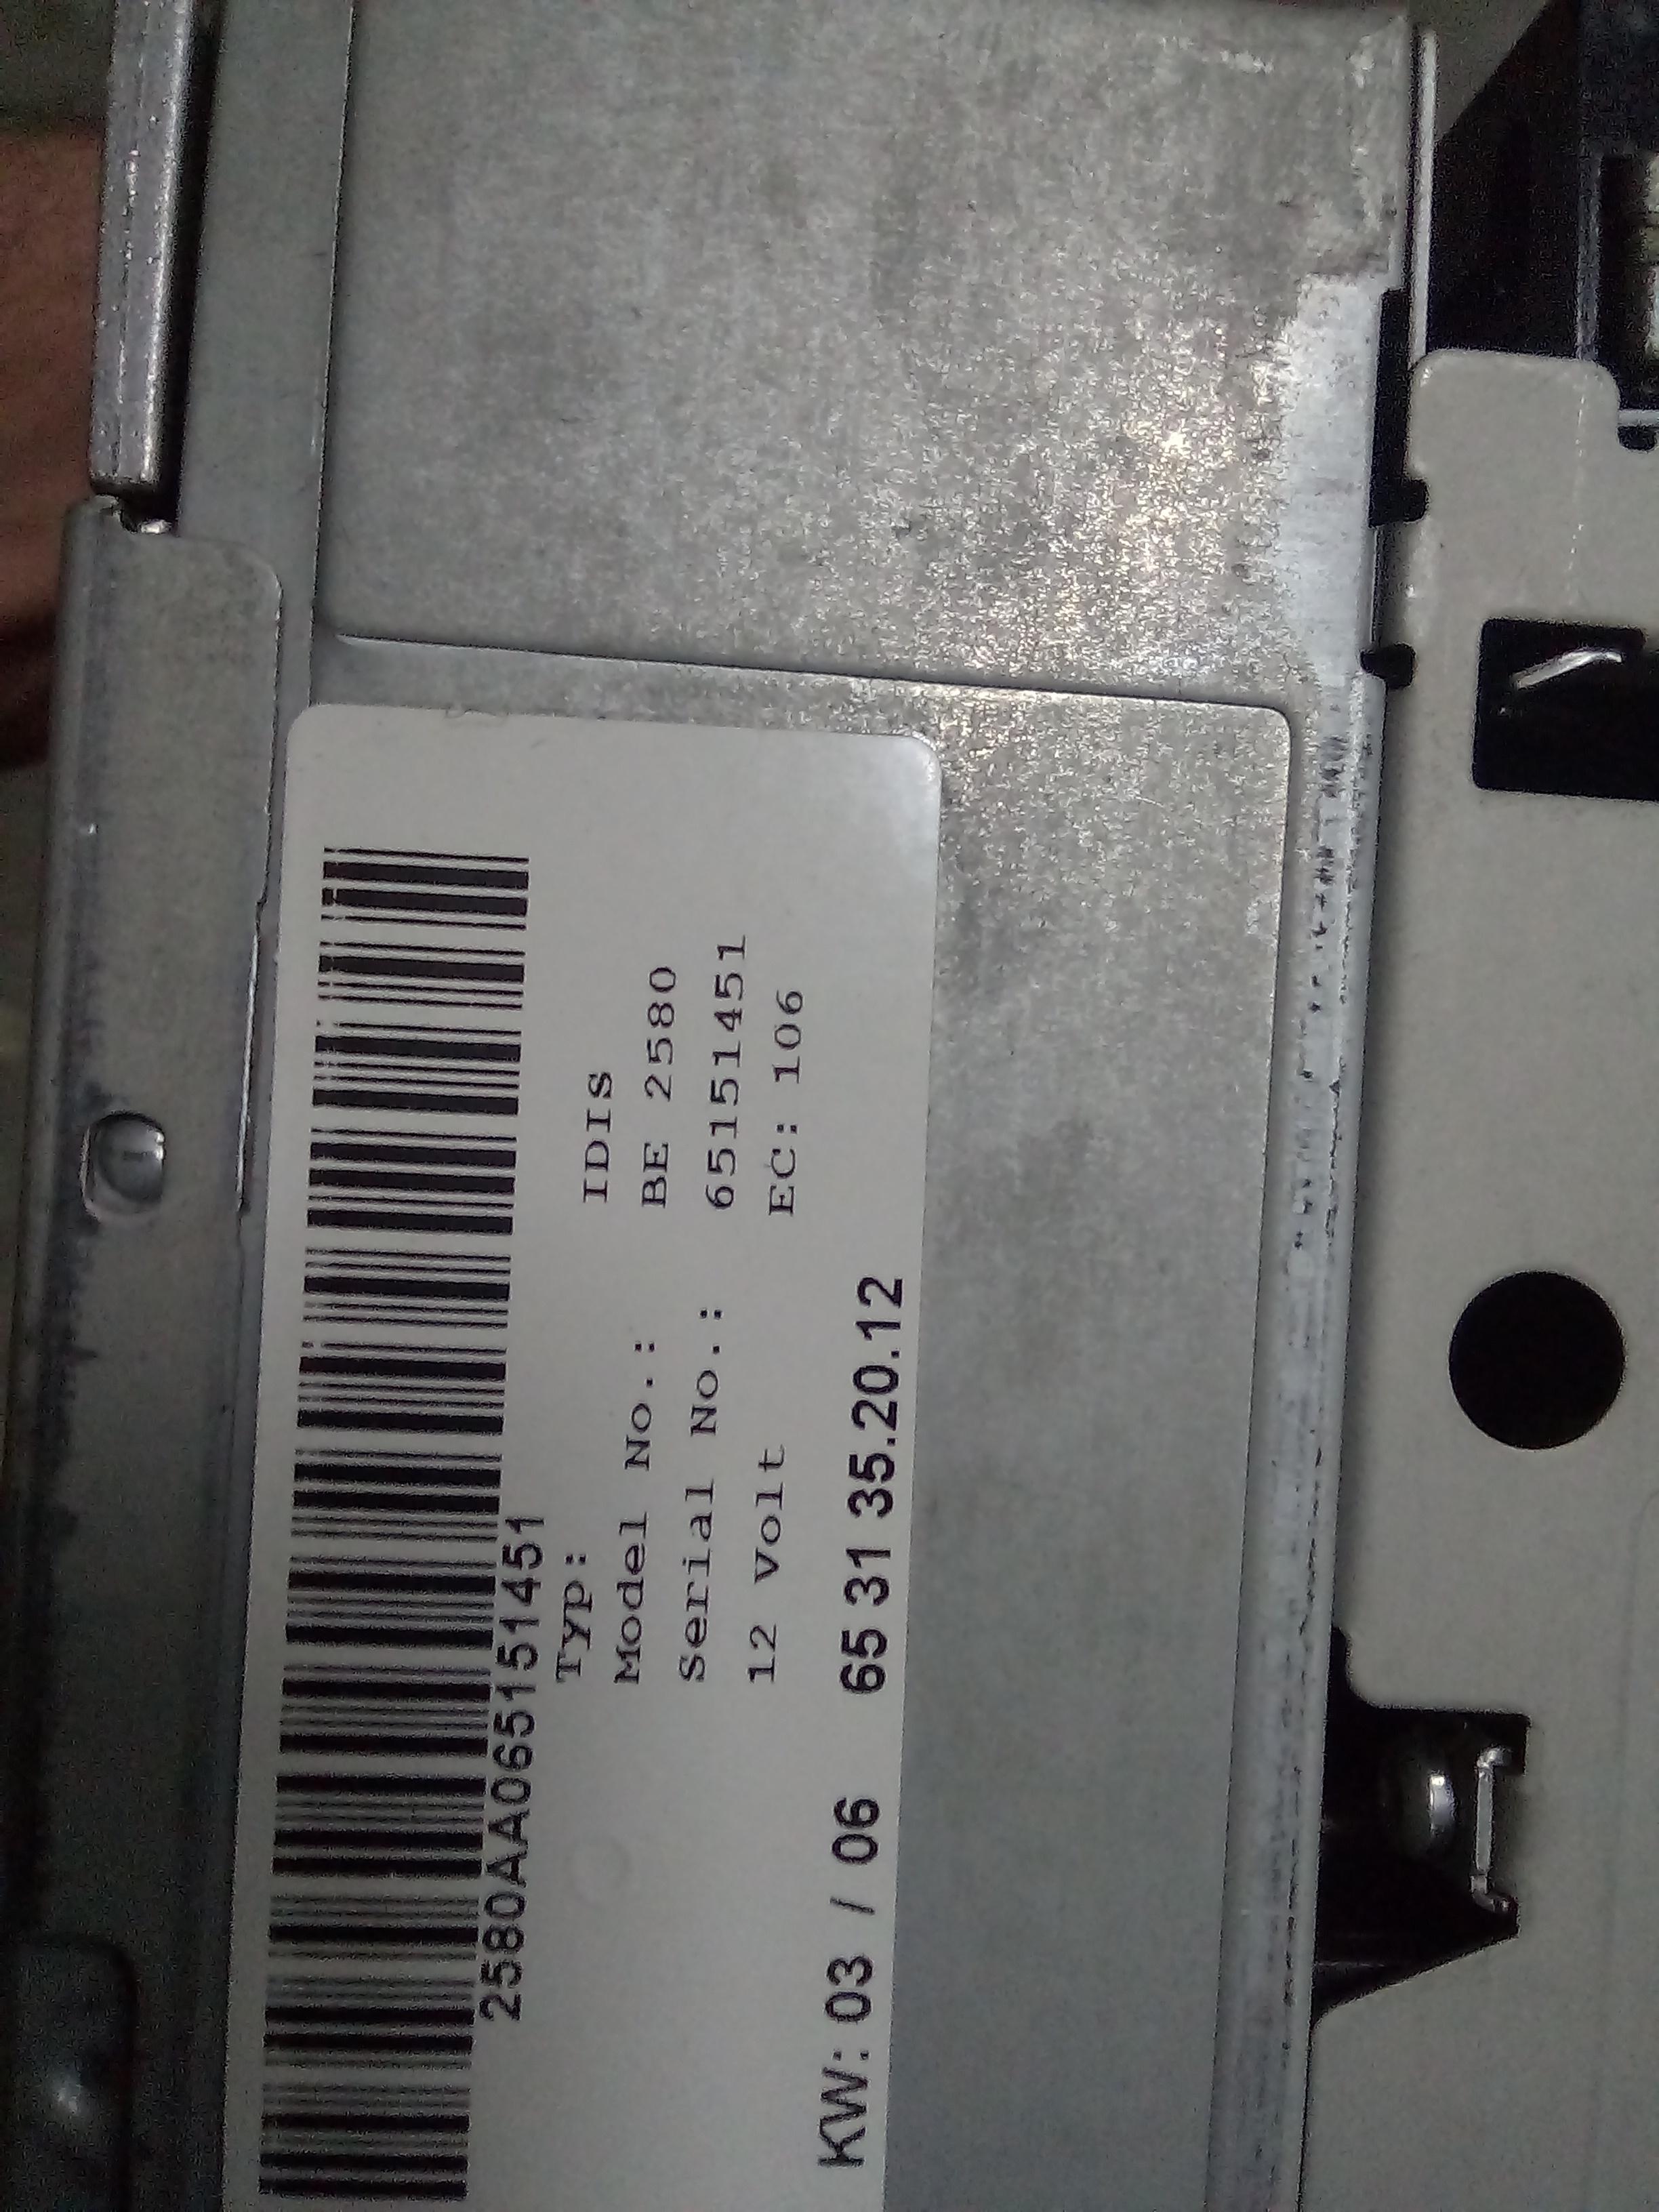 2580AA065151451
Typ: IDIS
Model No.: BE 2580
Serial No.: 65151451
12 Volt EC: 106
KW: 03 / 06 65 31 35.20.12